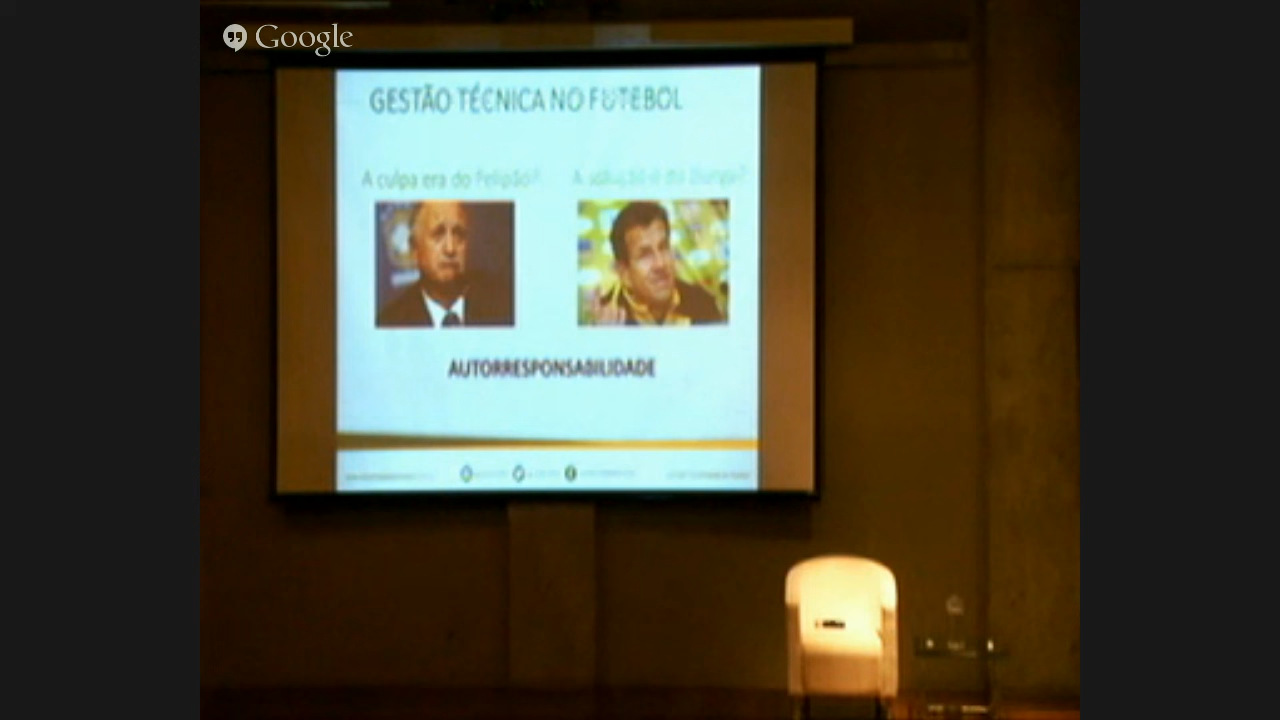 Google
GESTÃO TÉCNICA NO FUTEBOL
A culpa era do Felipão?
A solução é do Dunga?
AUTORRESPONSABILIDADE